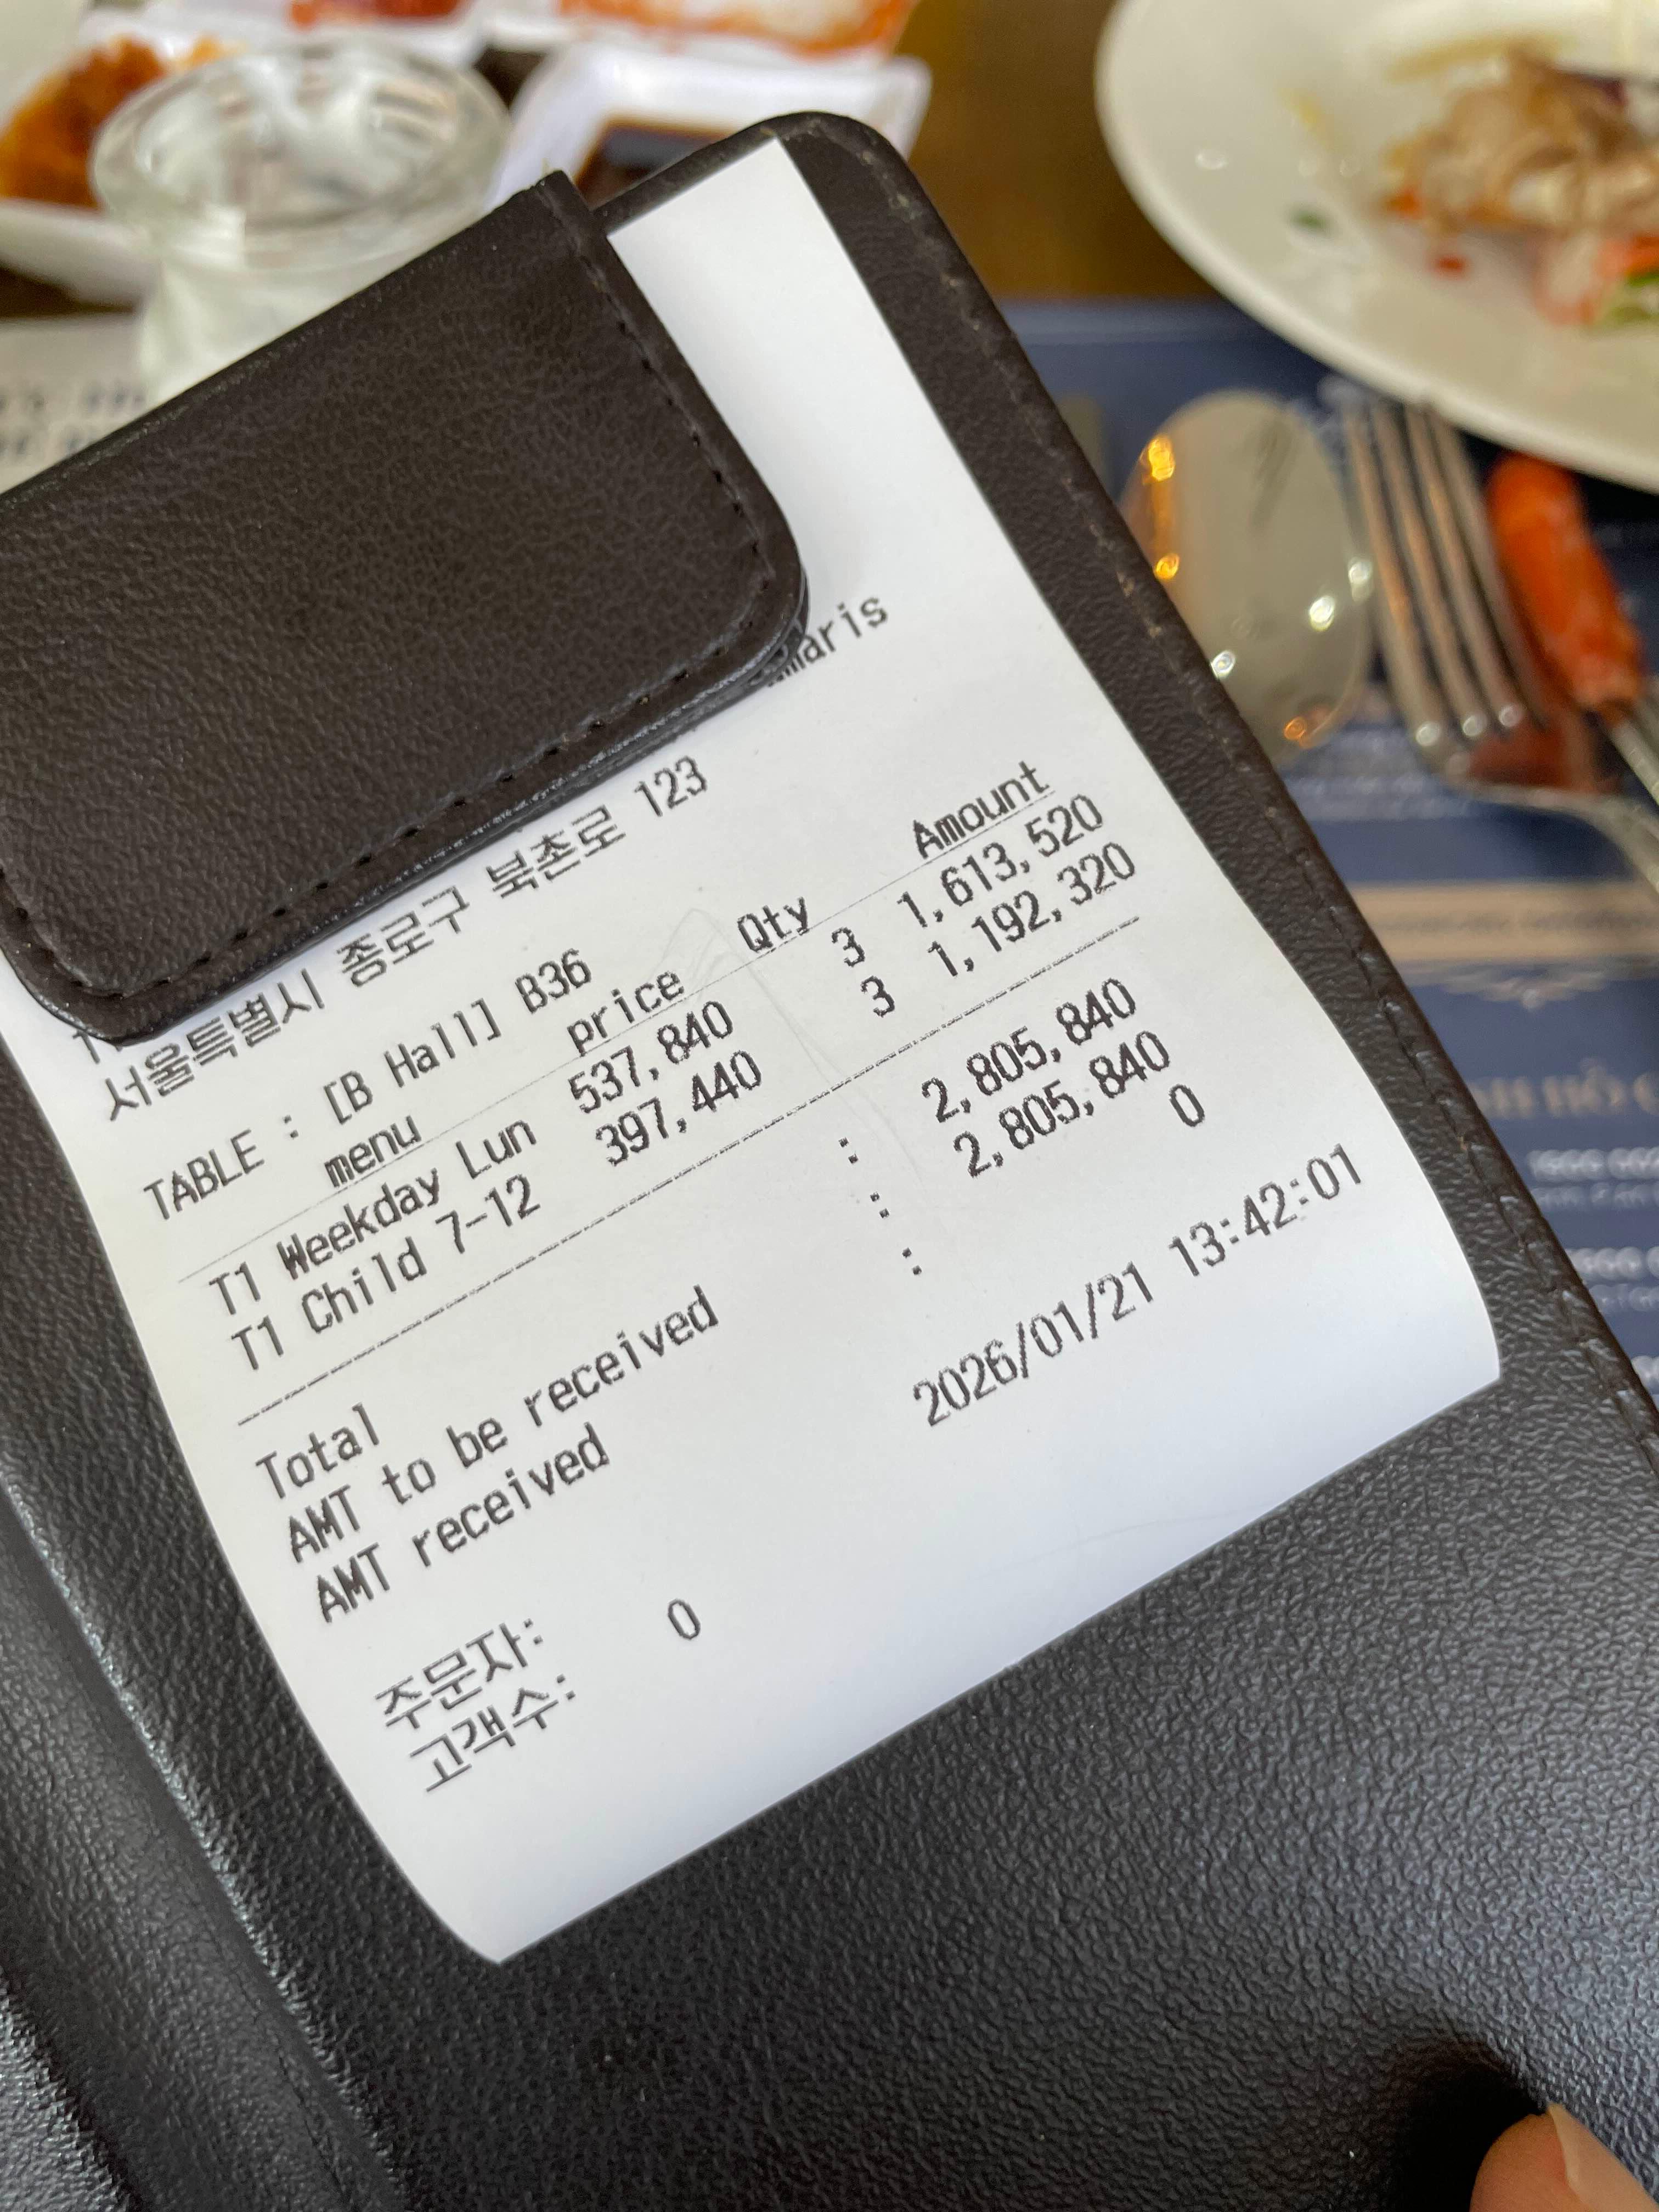 서울특별시 종로구 북촌로 123
TABLE : [B Hall] B36
menu price Qty Amount
T1 Weekday Lun 537,840 3 1,613,520
T1 Child 7-12 397,440 3 1,192,320
Total : 2,805,840
AMT to be received : 2,805,840
AMT received : 0
2026/01/21 13:42:01
주문자:
고객수: 0